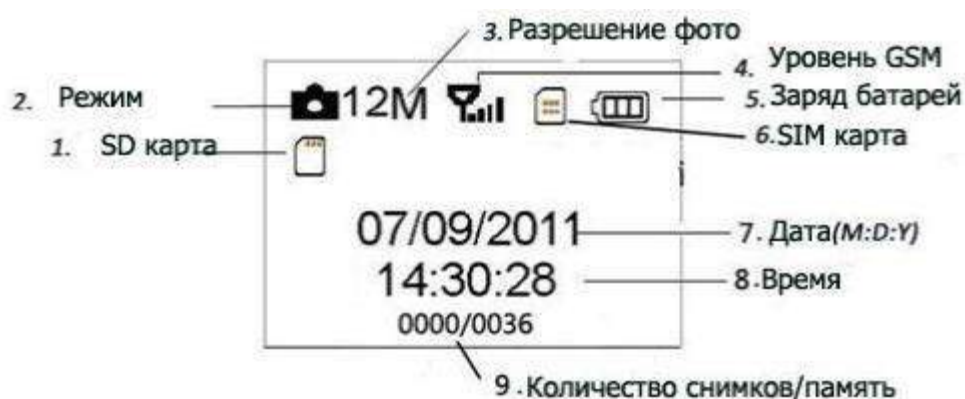 3. Разрешение фото
4. Уровень GSM
2. Режим
12M
5. Заряд батарей
6. SIM карта
1. SD карта
i
07/09/2011
7. Дата(M:D:Y)
14:30:28
8. Время
0000/0036
9. Количество снимков/память